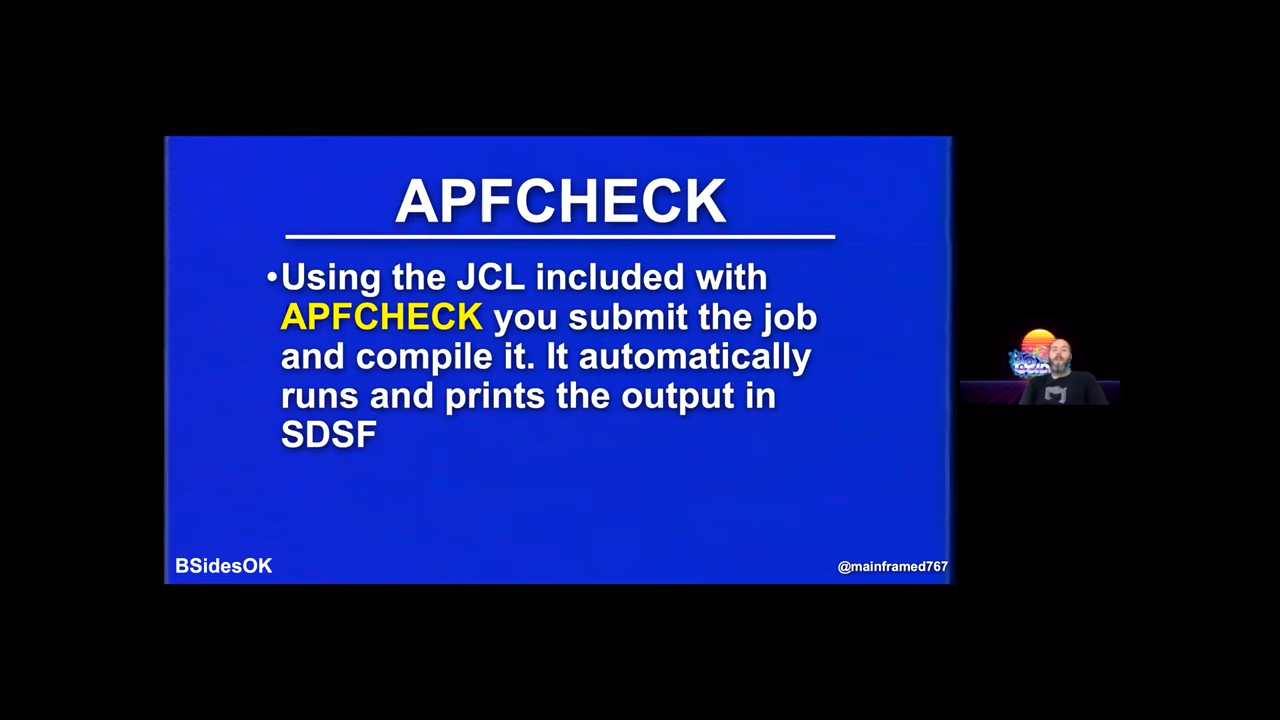 APFCHECK
•Using the JCL included with
APFCHECK you submit the job
and compile it. It automatically
runs and prints the output in
SDSF
BSidesOK
@mainframed767